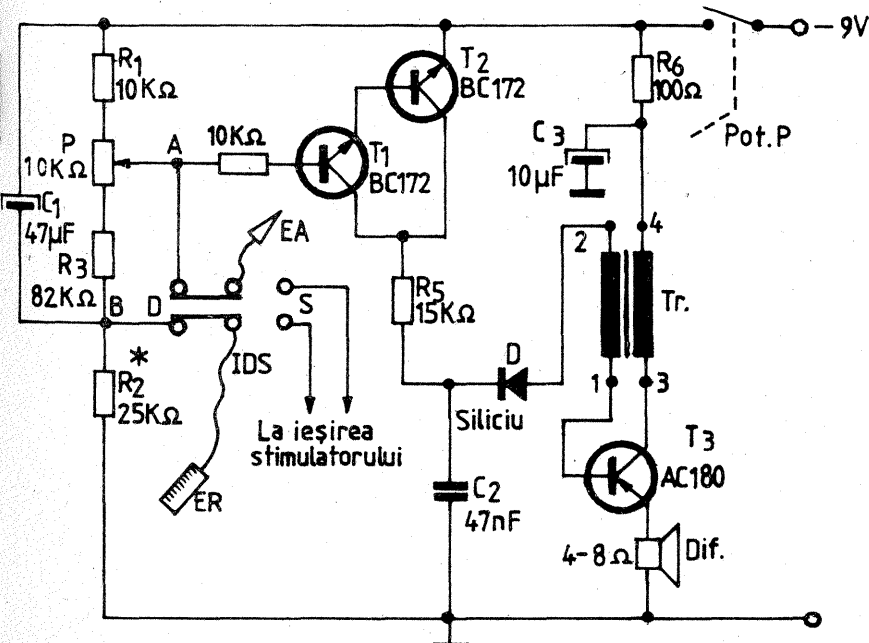 − 9V
R1
10KΩ
T2
BC172
R6
100Ω
Pot.P
P
10KΩ
A
10KΩ
T1
BC172
C3
10µF
C1
47µF
EA
2
4
R3
82KΩ
B
D
S
R5
15KΩ
Tr.
*
R2
25KΩ
IDS
D
Siliciu
1
3
La ieșirea
stimulatorului
T3
AC180
ER
C2
47nF
4-8Ω
Dif.